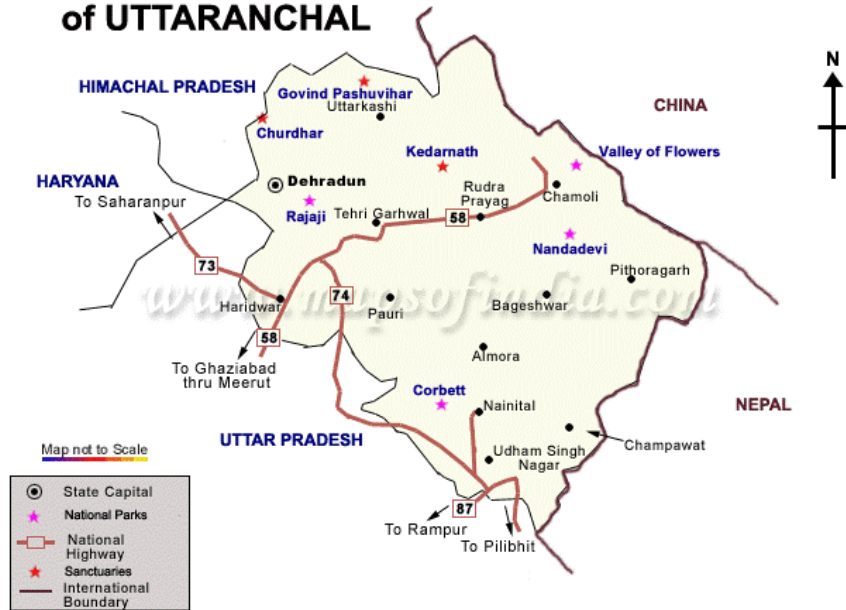 of UTTARANCHAL
N
HIMACHAL PRADESH
Govind Pashuvihar
Uttarkashi
CHINA
Churdhar
Kedarnath
Valley of Flowers
HARYANA
To Saharanpur
Dehradun
Rudra
Prayag
Chamoli
Rajaji
Tehri Garhwal
58
Nandadevi
73
Pithoragarh
74
www.mapsofindia.com
Haridwar
Pauri
Bageshwar
58
To Ghaziabad
thru Meerut
Almora
Corbett
Nainital
NEPAL
UTTAR PRADESH
Champawat
Map not to Scale
Udham Singh
Nagar
State Capital
87
National Parks
To Rampur
To Pilibhit
National
Highway
Sanctuaries
International
Boundary